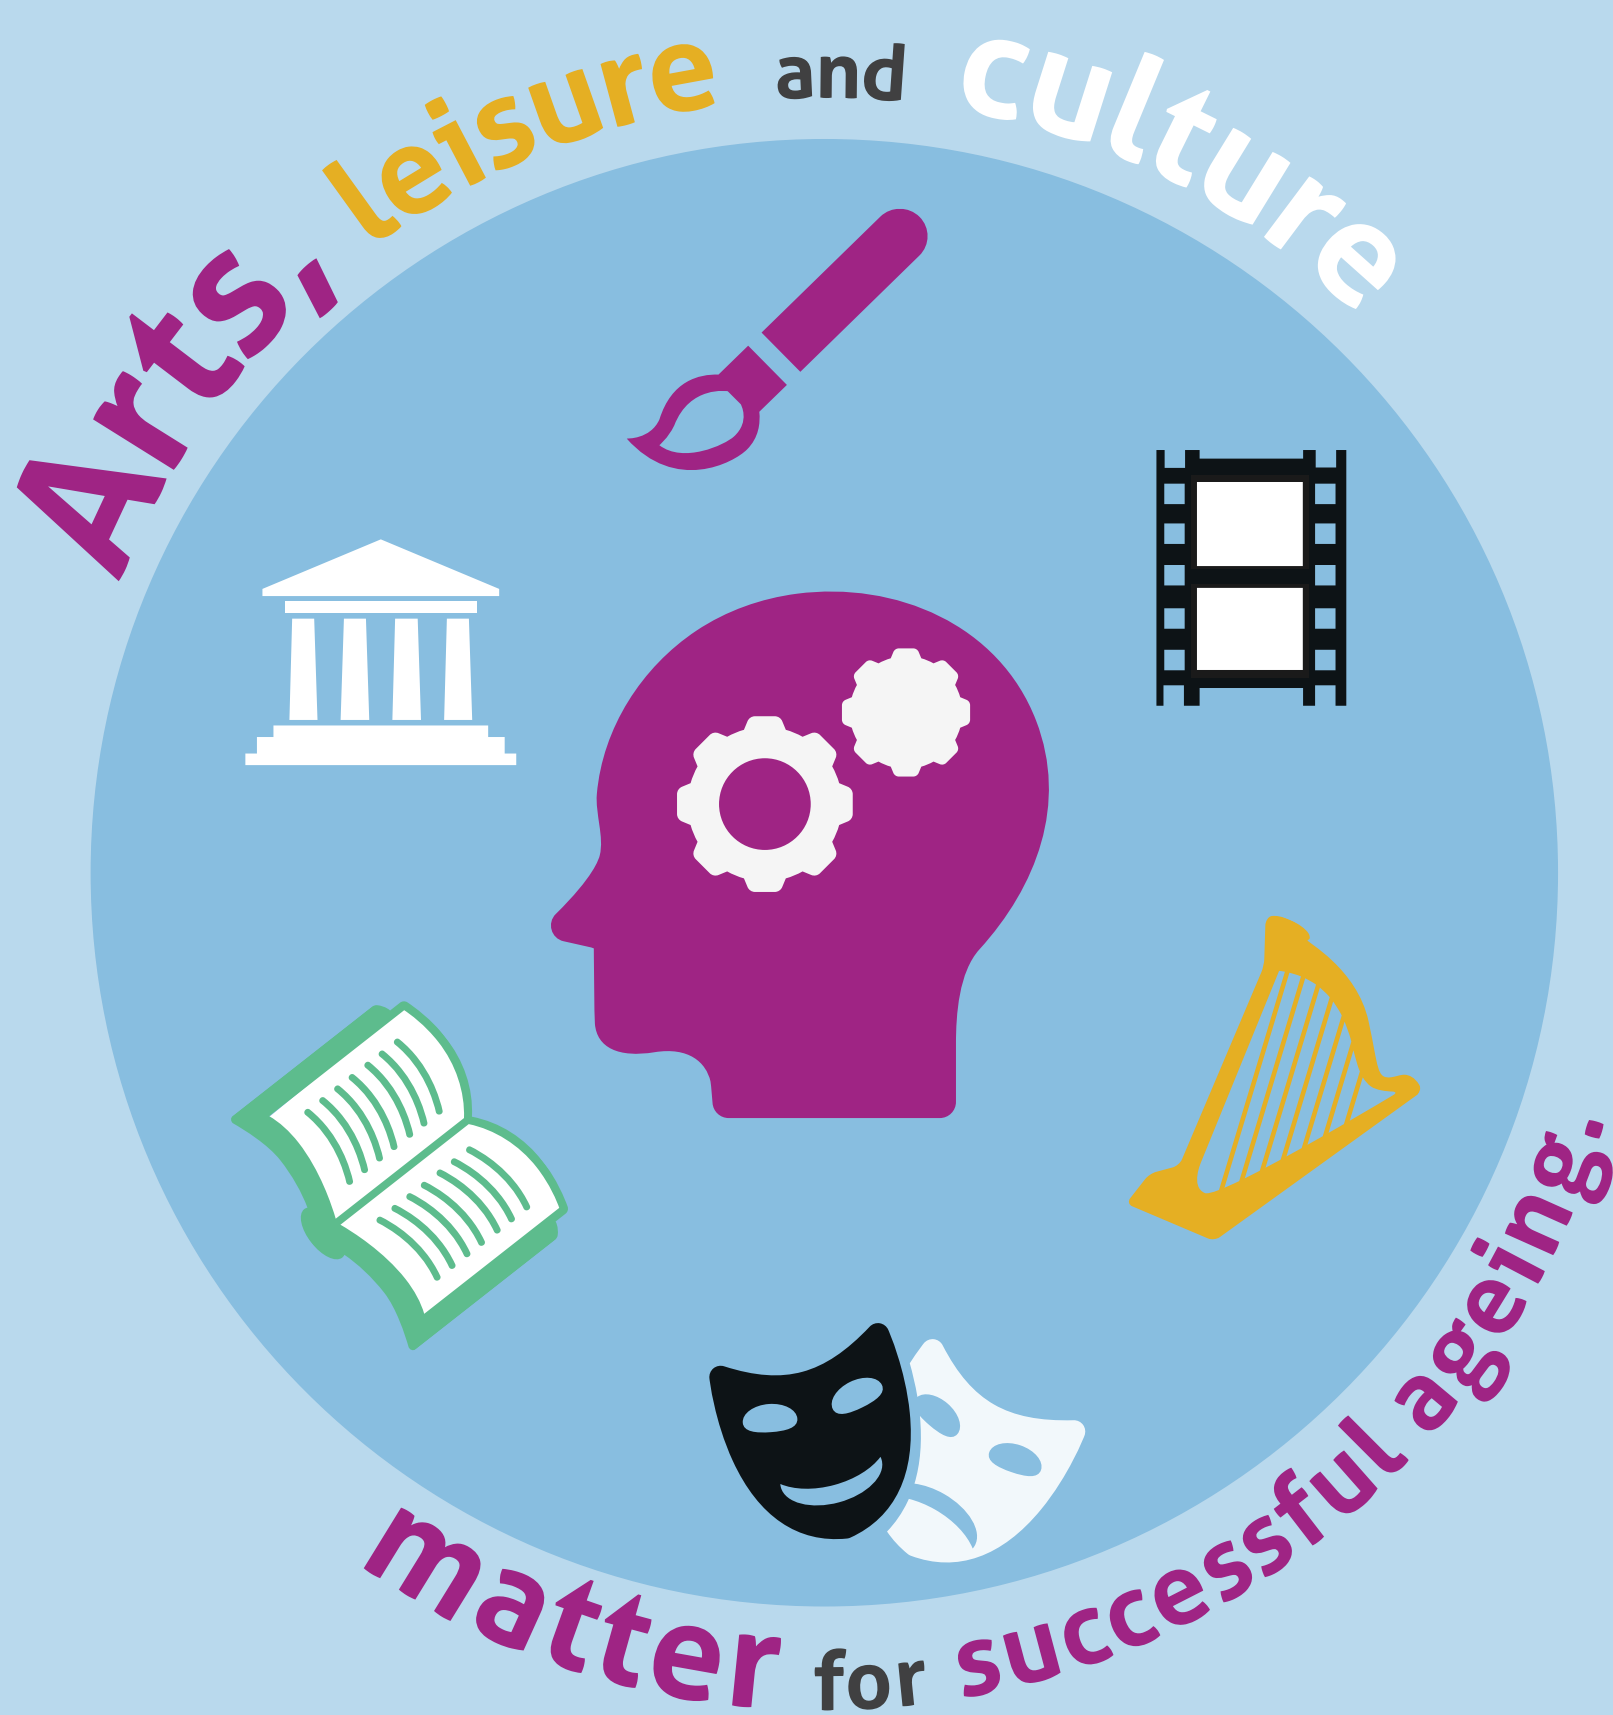 Arts, leisure and culture
matter for successful ageing.